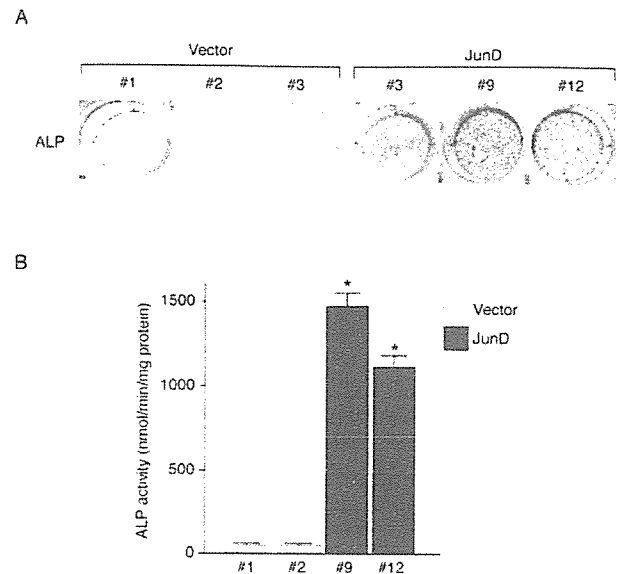 A
Vector JunD
#1 #2 #3 #3 #9 #12
ALP
B
ALP activity (nmol/min/mg protein)
1500
1000
500
0
* *
Vector
JunD
#1 #2 #9 #12